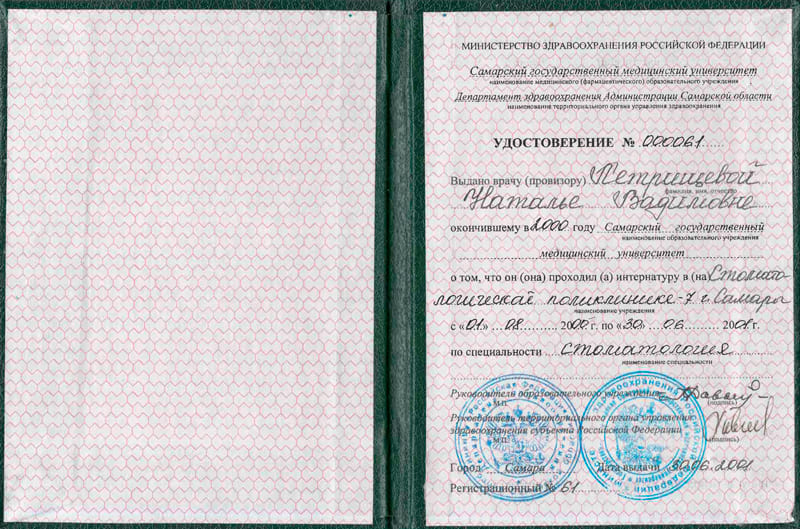 МИНИСТЕРСТВО ЗДРАВООХРАНЕНИЯ РОССИЙСКОЙ ФЕДЕРАЦИИ
Самарский государственный медицинский университет
наименование медицинского (фармацевтического) образовательного учреждения
Департамент здравоохранения Администрации Самарской области
наименование территориального органа управления здравоохранения
УДОСТОВЕРЕНИЕ № 000061
Выдано врачу (провизору) Петрищевой
фамилия, имя, отчество
Наталье Вадимовне
окончившему в 2000 году Самарский государственный
наименование образовательного учреждения
медицинский университет
о том, что он (она) проходил (а) интернатуру в (на) Стомато
логической поликлинике-7 г. Самары
наименование учреждения
с «01» 08 2000 г. по «30» 06 2001 г.
по специальности стоматология
наименование специальности
Руководитель образовательного учреждения
М.П. (подпись)
Руководитель территориального органа управления
здравоохранения субъекта Российской Федерации
М.П. (подпись)
Город Самара Дата выдачи 30.06.2001
Регистрационный № 61